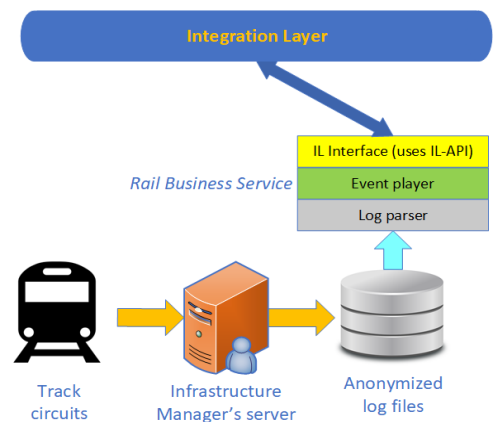 Integration Layer
IL Interface (uses IL-API)
Rail Business Service
Event player
Log parser
Track
circuits
Infrastructure
Manager's server
Anonymized
log files